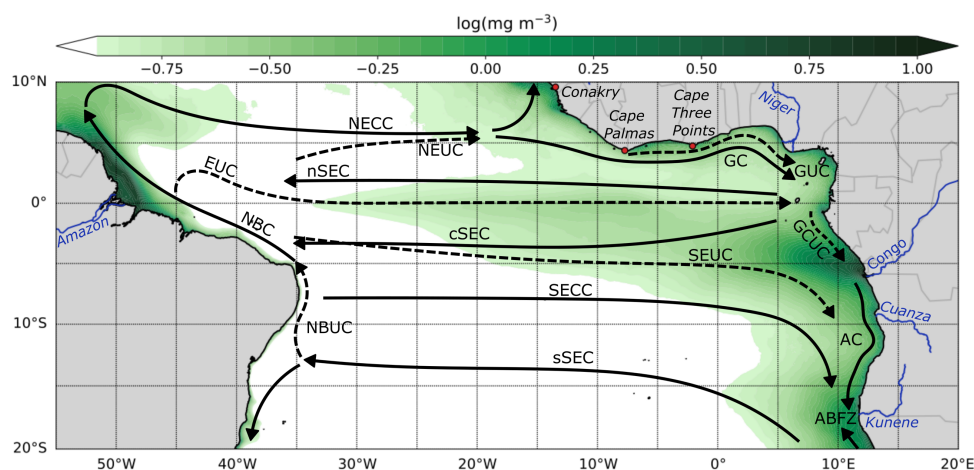 log(mg m⁻³)
−0.75 −0.50 −0.25 0.00 0.25 0.50 0.75 1.00
10°N
0°
10°S
20°S
Conakry
Cape
Palmas
Cape
Three
Points
Niger
NECC
NEUC
GC
GUC
EUC
nSEC
NBC
Amazon
cSEC
GCUC
SEUC
Congo
SECC
Cuanza
NBUC
AC
sSEC
ABFZ
Kunene
50°W 40°W 30°W 20°W 10°W 0° 10°E 20°E